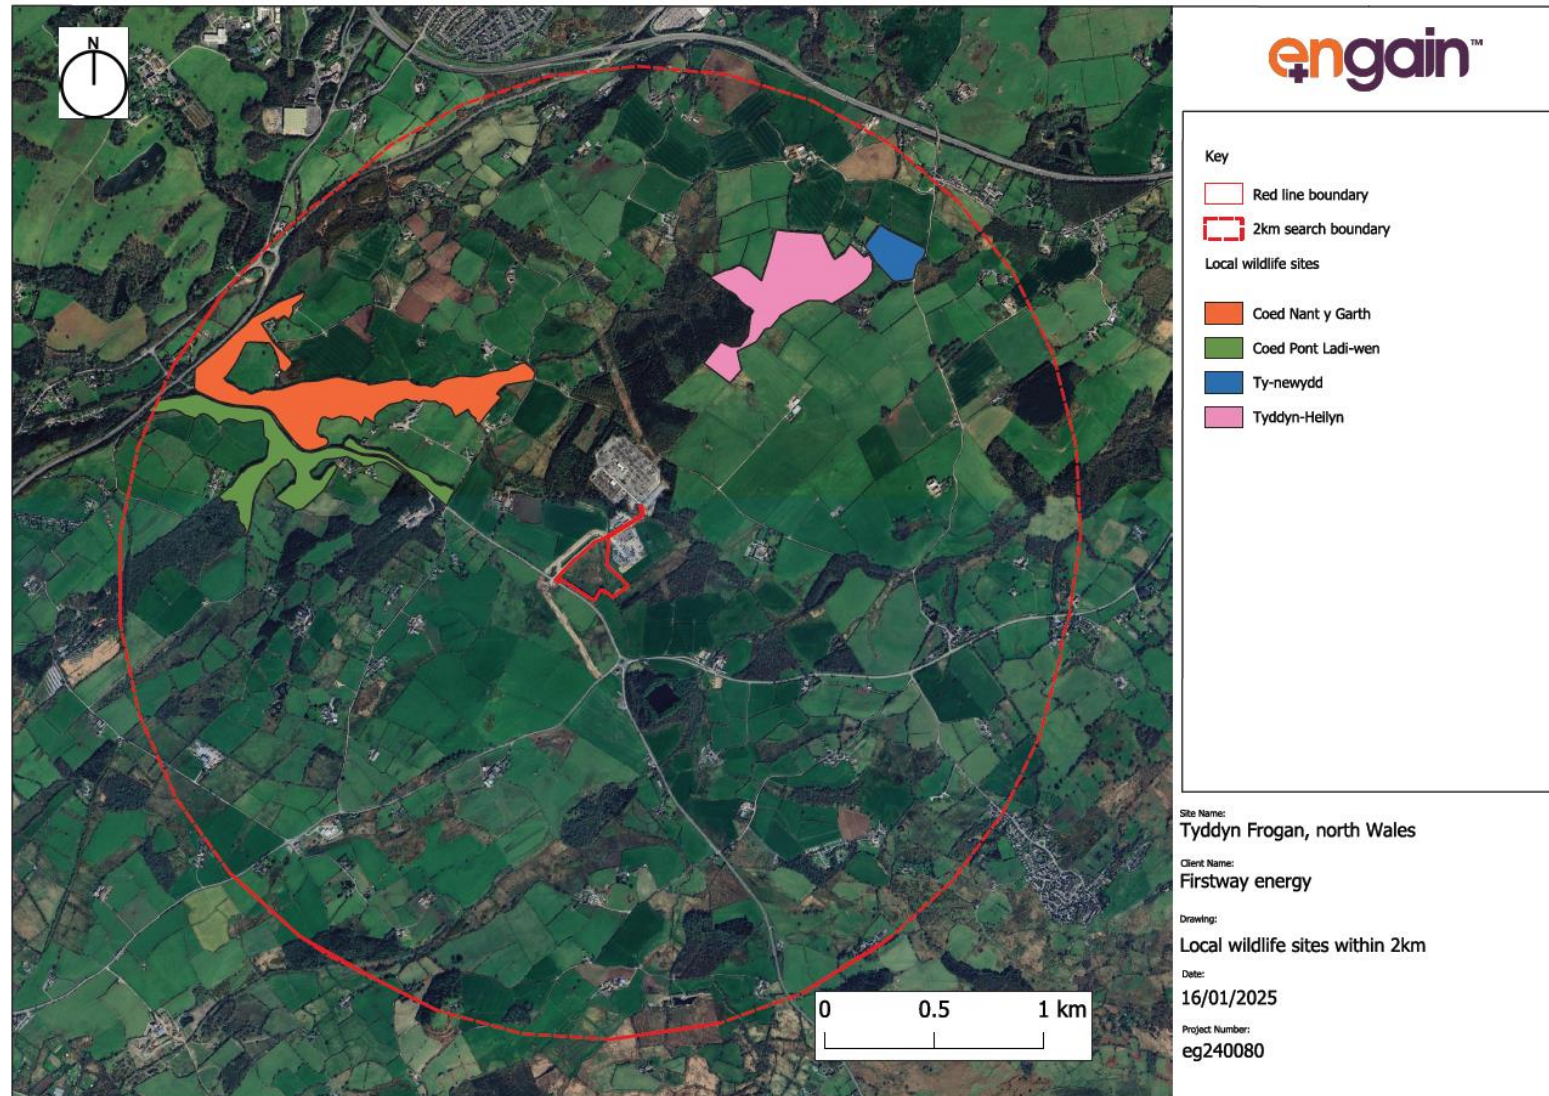 N
engain™
Key
Red line boundary
2km search boundary
Local wildlife sites
Coed Nant y Garth
Coed Pont Ladi-wen
Ty-newydd
Tyddyn-Heilyn
Site Name:
Tyddyn Frogan, north Wales
Client Name:
Firstway energy
Drawing:
Local wildlife sites within 2km
Date:
16/01/2025
Project Number:
eg240080
0 0.5 1 km